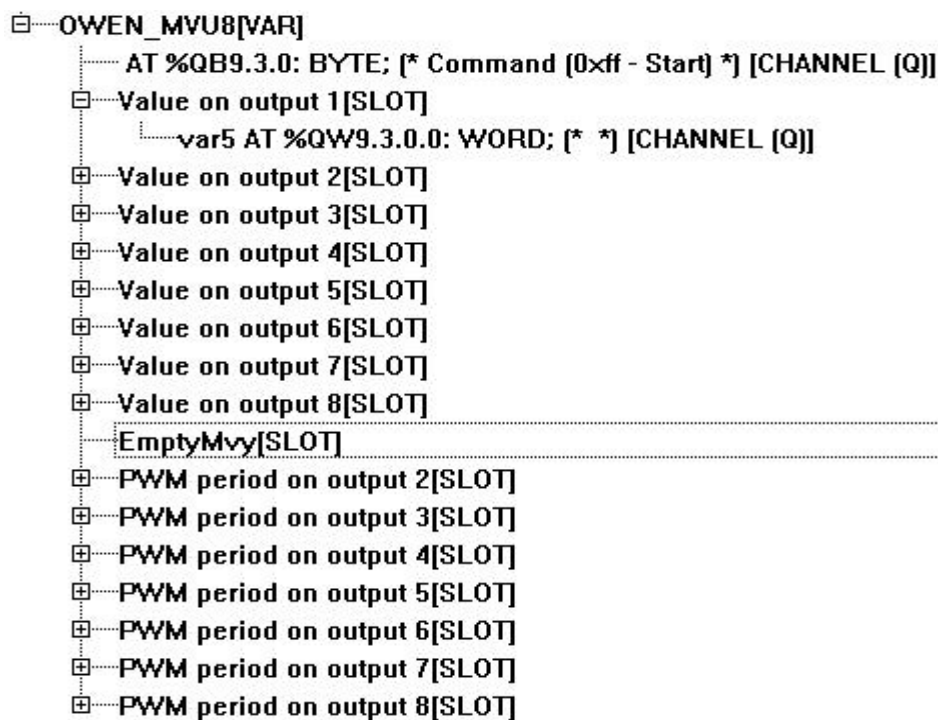 OWEN_MVU8[VAR]
AT %QB9.3.0: BYTE; (* Command (0xff - Start) *) [CHANNEL (Q)]
Value on output 1[SLOT]
var5 AT %QW9.3.0.0: WORD; (* *) [CHANNEL (Q)]
Value on output 2[SLOT]
Value on output 3[SLOT]
Value on output 4[SLOT]
Value on output 5[SLOT]
Value on output 6[SLOT]
Value on output 7[SLOT]
Value on output 8[SLOT]
EmptyMvy[SLOT]
PWM period on output 2[SLOT]
PWM period on output 3[SLOT]
PWM period on output 4[SLOT]
PWM period on output 5[SLOT]
PWM period on output 6[SLOT]
PWM period on output 7[SLOT]
PWM period on output 8[SLOT]